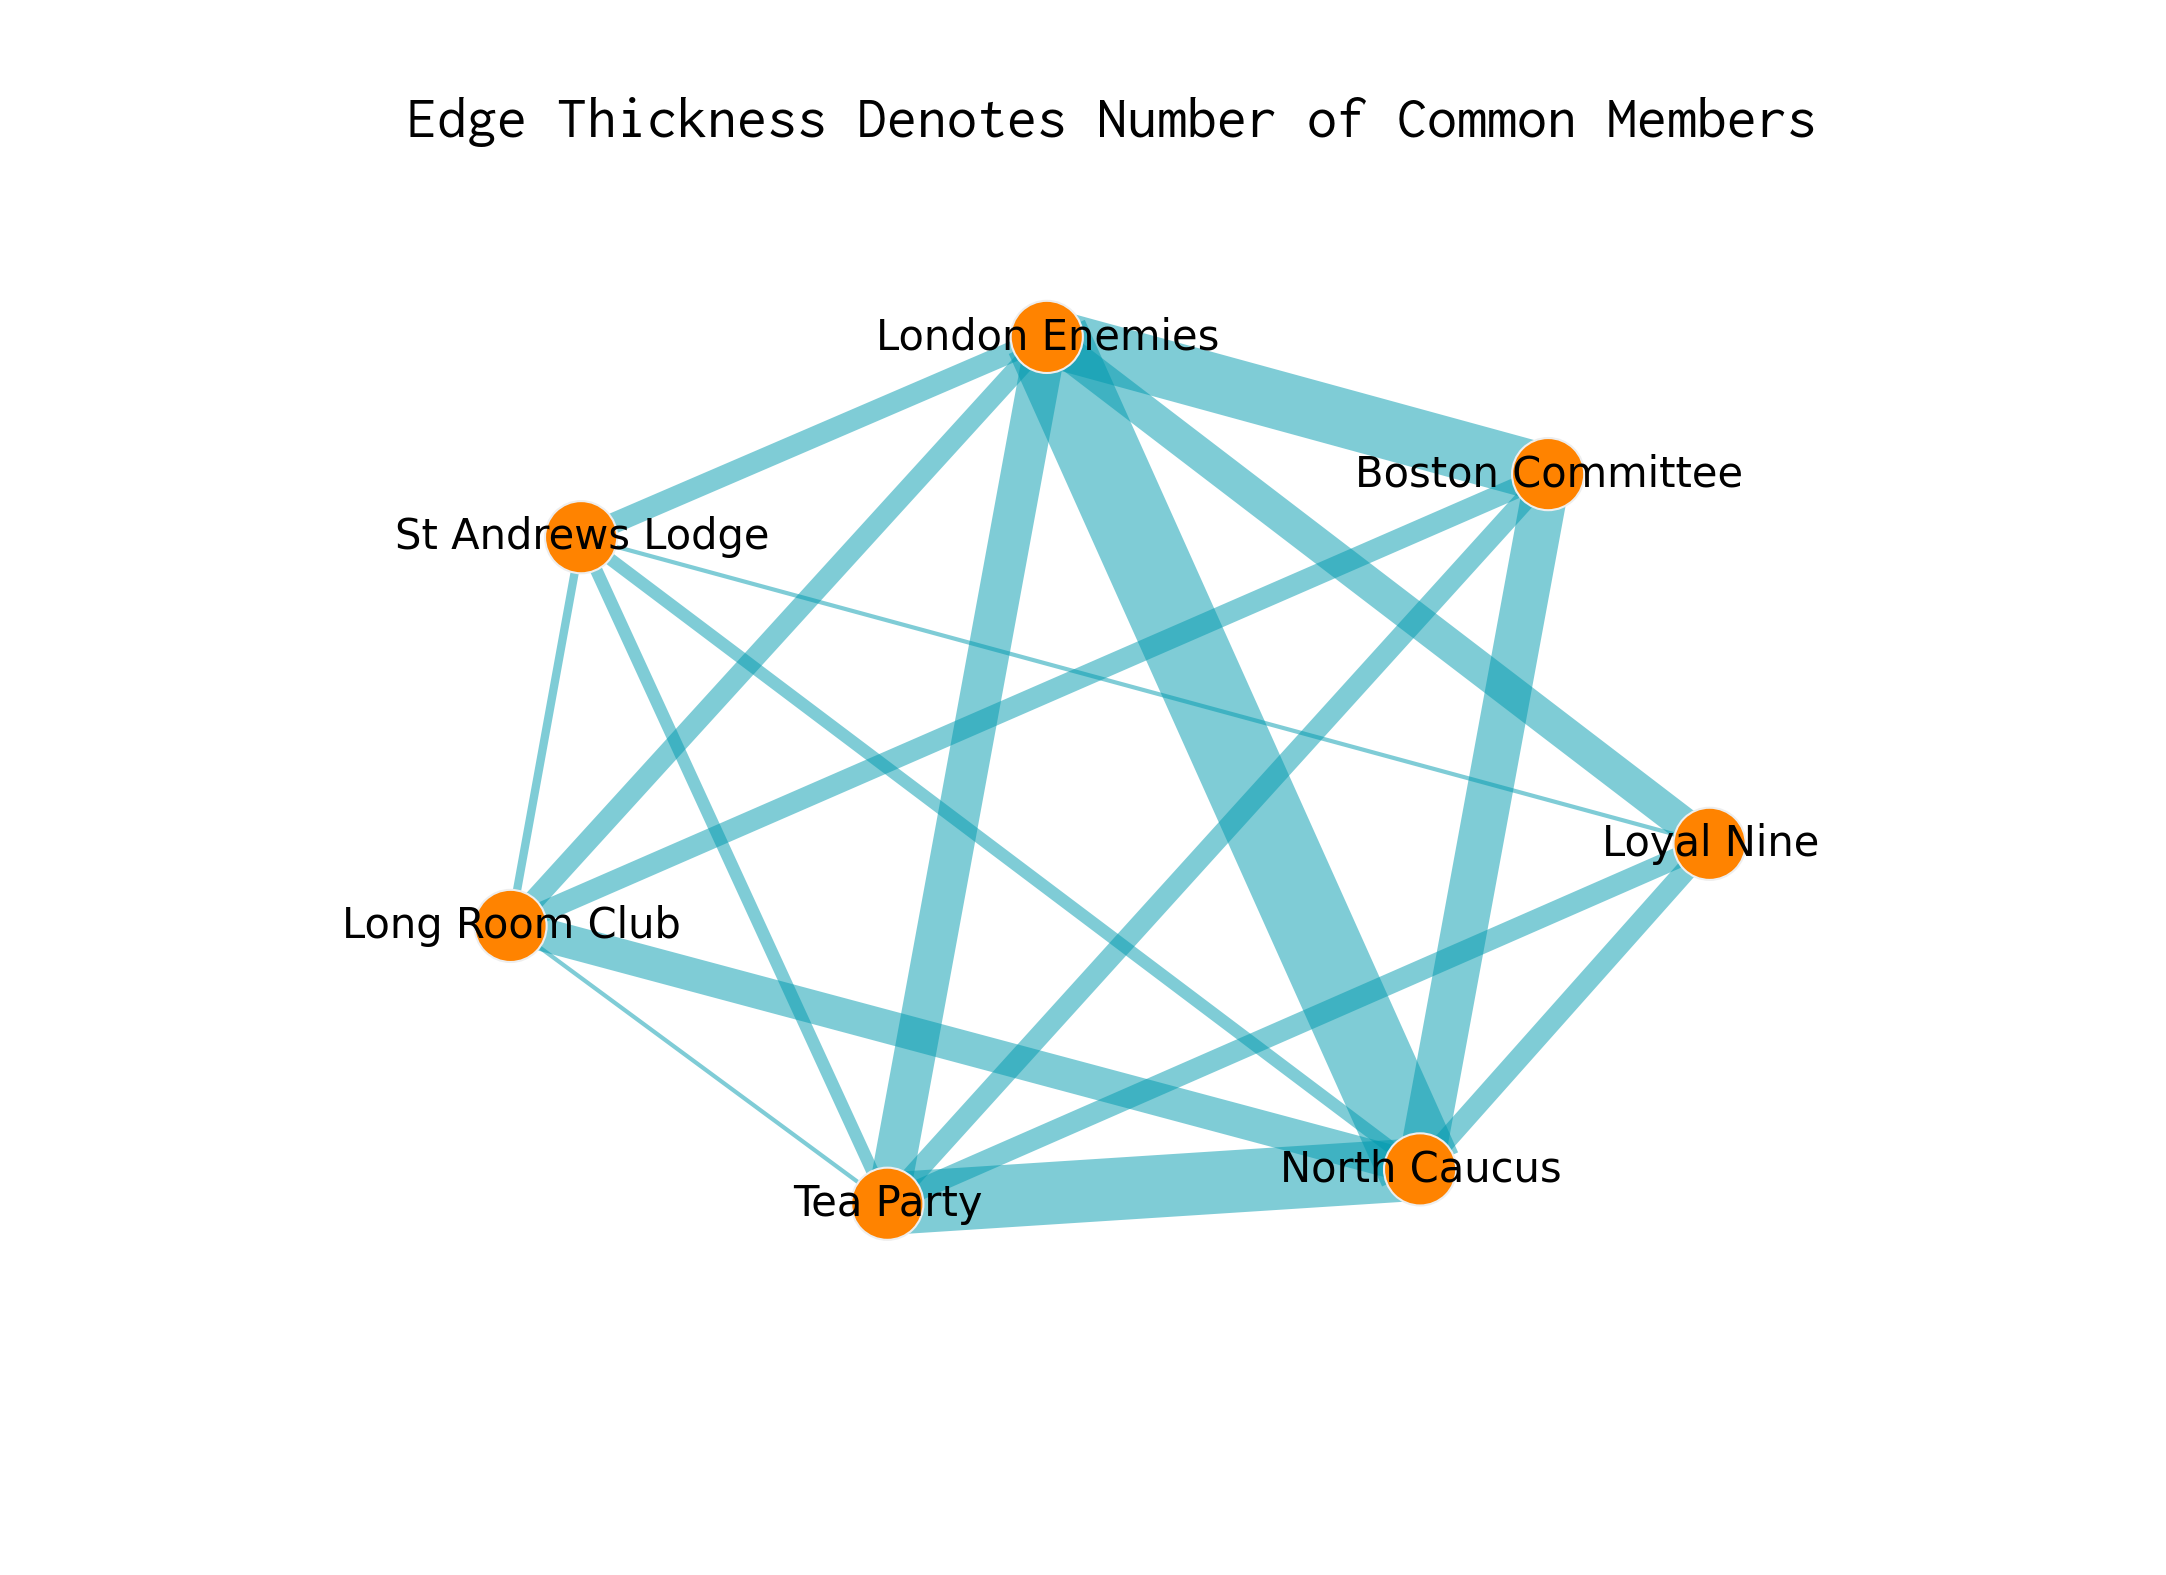 Edge Thickness Denotes Number of Common Members
London Enemies
Boston Committee
St Andrews Lodge
Loyal Nine
Long Room Club
North Caucus
Tea Party